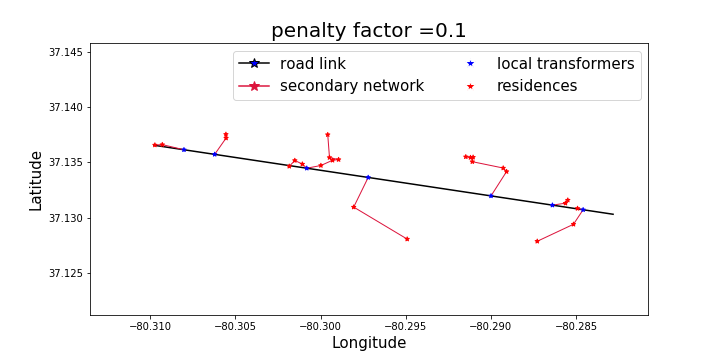 penalty factor =0.1
road link
local transformers
secondary network
residences
37.145
37.140
37.135
37.130
37.125
Latitude
−80.310 −80.305 −80.300 −80.295 −80.290 −80.285
Longitude